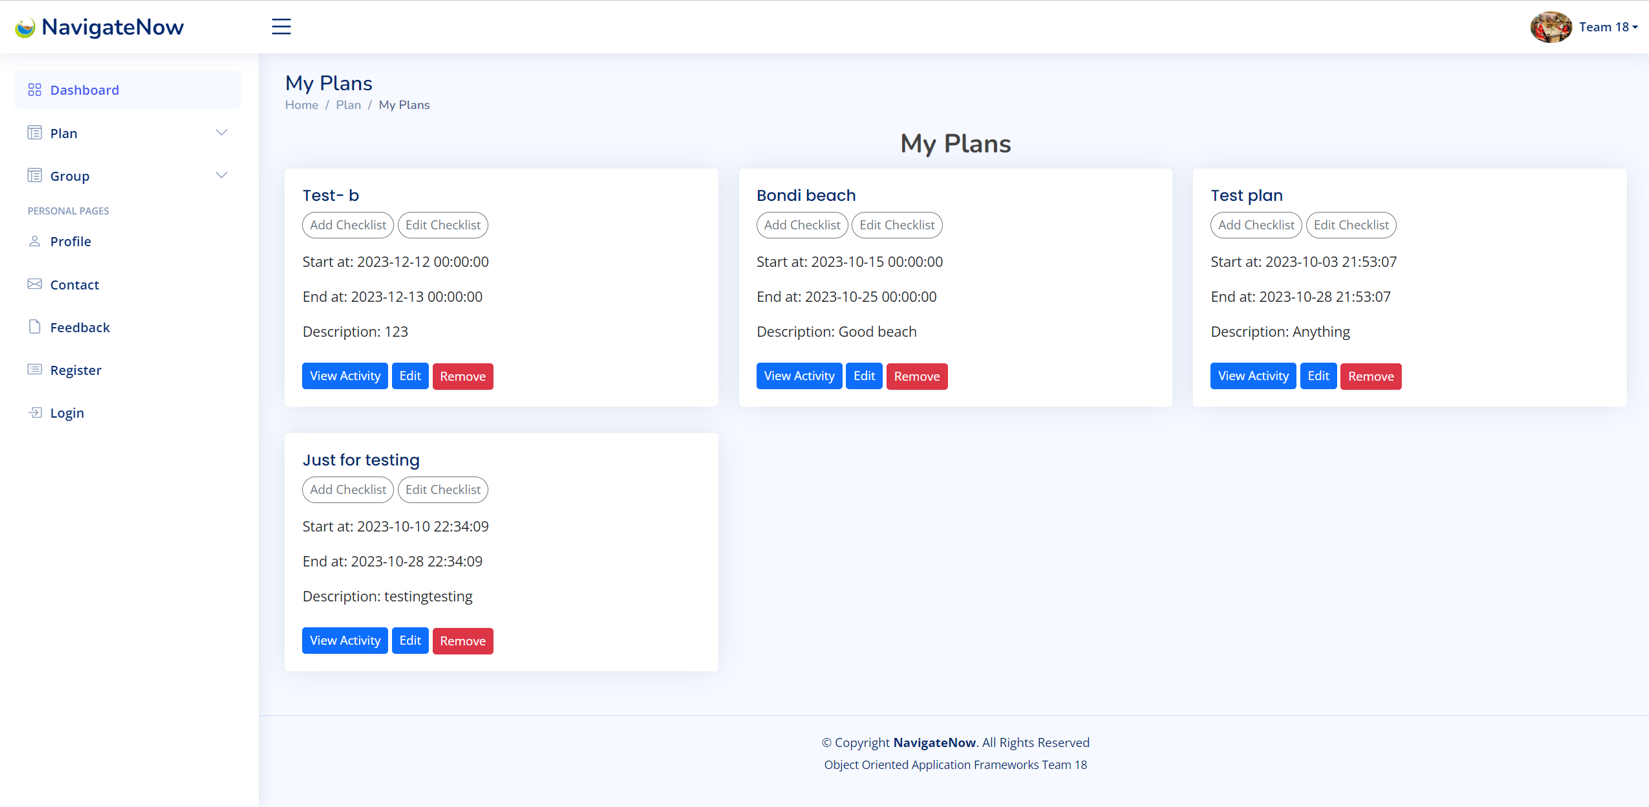 NavigateNow
Team 18
Dashboard
Plan
Group
PERSONAL PAGES
Profile
Contact
Feedback
Register
Login
My Plans
Home / Plan / My Plans
My Plans
Test- b
Add Checklist Edit Checklist
Start at: 2023-12-12 00:00:00
End at: 2023-12-13 00:00:00
Description: 123
View Activity Edit Remove
Bondi beach
Add Checklist Edit Checklist
Start at: 2023-10-15 00:00:00
End at: 2023-10-25 00:00:00
Description: Good beach
View Activity Edit Remove
Test plan
Add Checklist Edit Checklist
Start at: 2023-10-03 21:53:07
End at: 2023-10-28 21:53:07
Description: Anything
View Activity Edit Remove
Just for testing
Add Checklist Edit Checklist
Start at: 2023-10-10 22:34:09
End at: 2023-10-28 22:34:09
Description: testingtesting
View Activity Edit Remove
© Copyright NavigateNow. All Rights Reserved
Object Oriented Application Frameworks Team 18